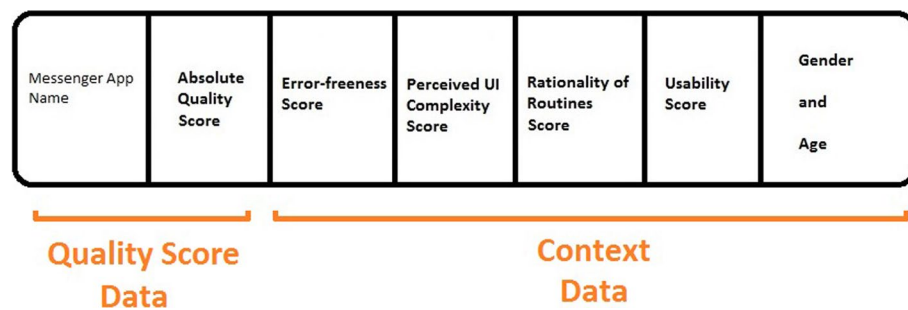 Messenger App
Name
Absolute
Quality
Score
Error-freeness
Score
Perceived UI
Complexity
Score
Rationality of
Routines
Score
Usability
Score
Gender
and
Age
Quality Score
Data
Context
Data